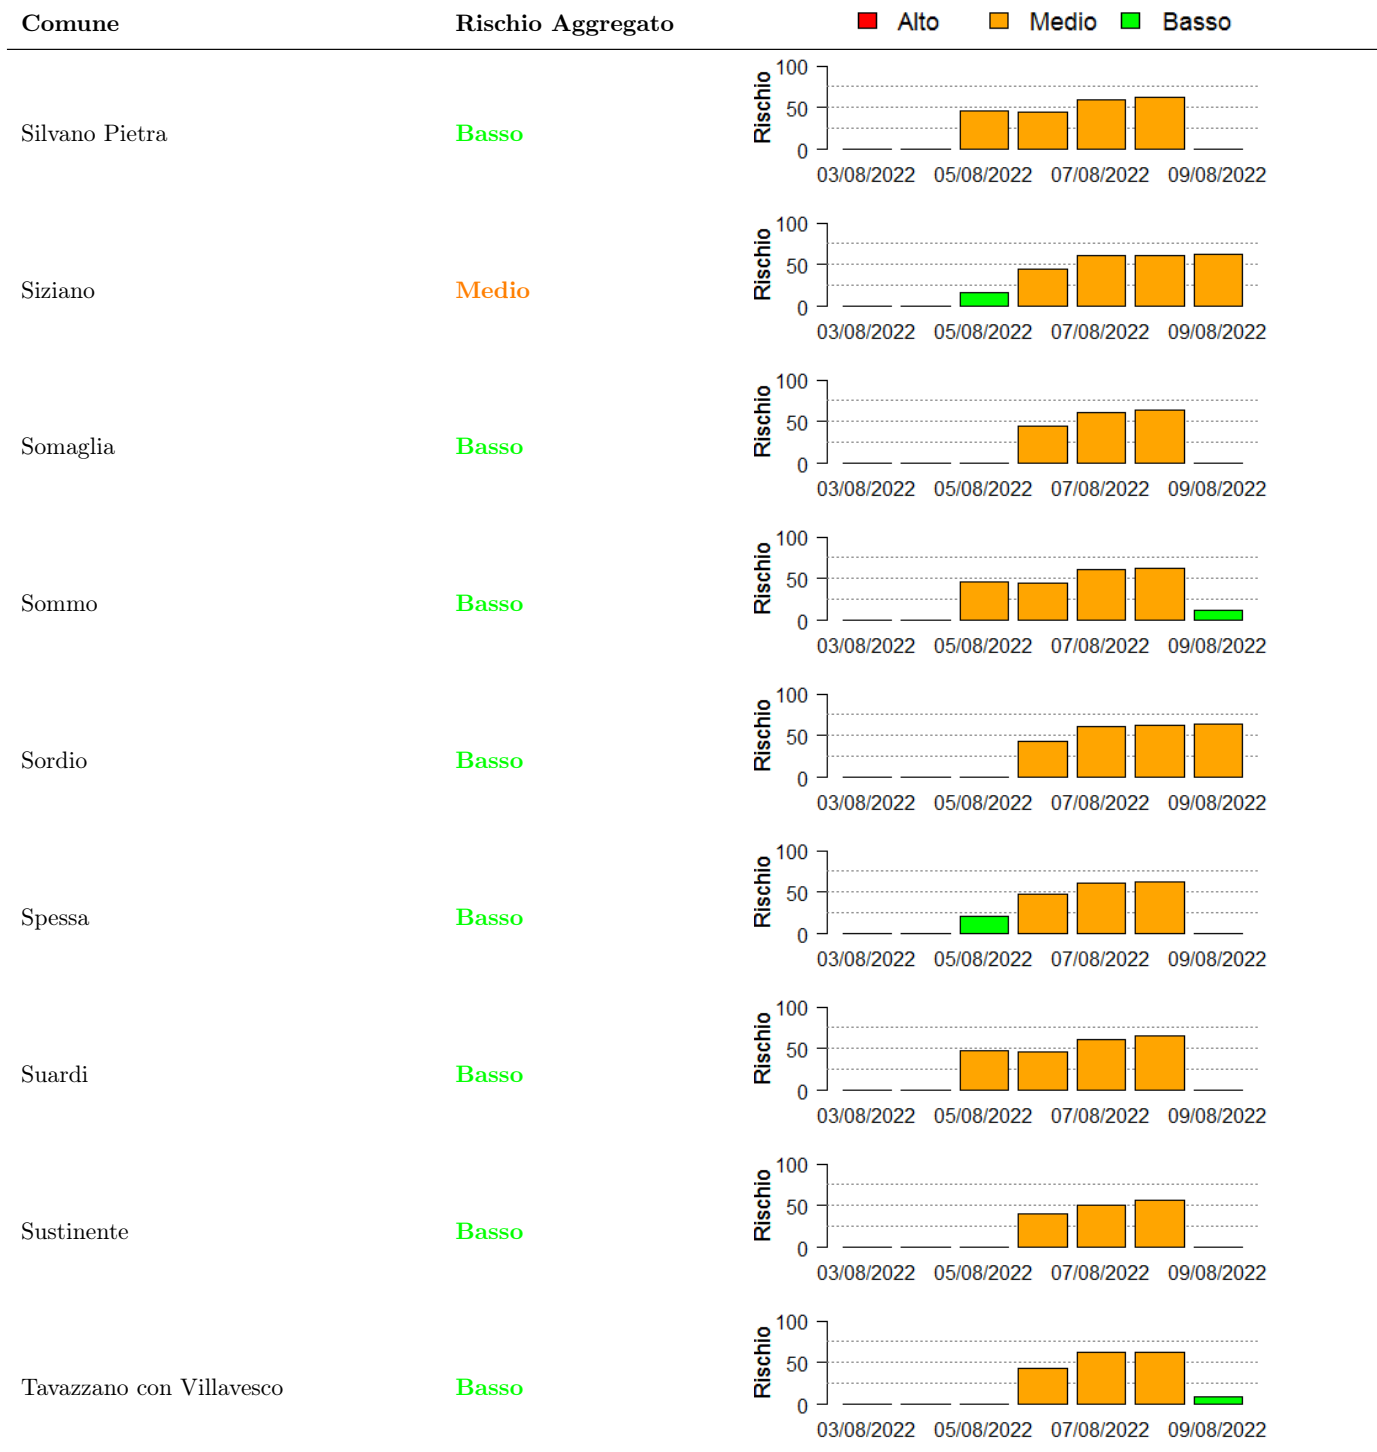 Comune Rischio Aggregato Alto Medio Basso
100
50
0
Rischio
Silvano Pietra Basso
03/08/2022 05/08/2022 07/08/2022 09/08/2022
100
50
0
Rischio
Siziano Medio
03/08/2022 05/08/2022 07/08/2022 09/08/2022
100
50
0
Rischio
Somaglia Basso
03/08/2022 05/08/2022 07/08/2022 09/08/2022
100
50
0
Rischio
Sommo Basso
03/08/2022 05/08/2022 07/08/2022 09/08/2022
100
50
0
Rischio
Sordio Basso
03/08/2022 05/08/2022 07/08/2022 09/08/2022
100
50
0
Rischio
Spessa Basso
03/08/2022 05/08/2022 07/08/2022 09/08/2022
100
50
0
Rischio
Suardi Basso
03/08/2022 05/08/2022 07/08/2022 09/08/2022
100
50
0
Rischio
Sustinente Basso
03/08/2022 05/08/2022 07/08/2022 09/08/2022
100
50
0
Rischio
Tavazzano con Villavesco Basso
03/08/2022 05/08/2022 07/08/2022 09/08/2022